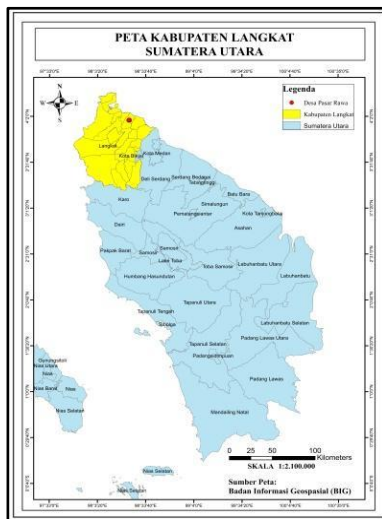 PETA KABUPATEN LANGKAT
SUMATERA UTARA
Legenda
Desa Pasar Rawa
Kabupaten Langkat
Sumatera Utara
N
W
E
S
Langkat
Kota Binjai
Kota Medan
Deli Serdang
Serdang Bedagai
Tebingtinggi
Batu Bara
Karo
Simalungun
Pematangsiantar
Kota Tanjungbalai
Asahan
Dairi
Pakpak Barat
Samosir
Samosir
Lake Toba
Toba Samosir
Labuhanbatu Utara
Labuhanbatu
Humbang Hasundutan
Tapanuli Utara
Tapanuli Tengah
Sibolga
Labuhanbatu Selatan
Padang Lawas Utara
Tapanuli Selatan
Padangsidimpuan
Gunungsitoli
Nias Utara
Nias
Nias Barat
Nias
Nias Selatan
Padang Lawas
Mandailing Natal
Nias Selatan
Nias Selatan
0 25 50 100
Kilometers
SKALA 1:2.100.000
Sumber Peta:
Badan Informasi Geospasial (BIG)